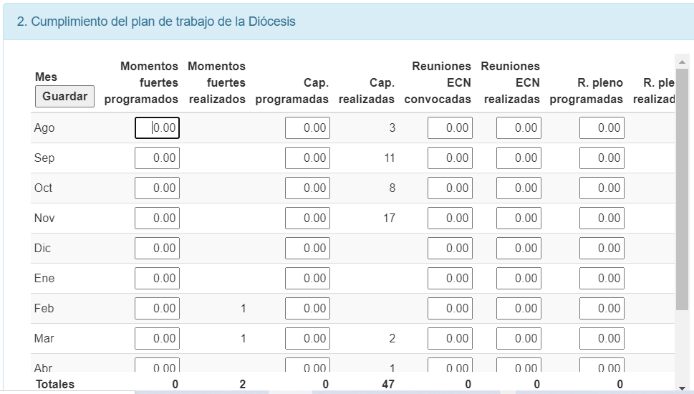 2. Cumplimiento del plan de trabajo de la Diócesis
Mes
Guardar
Momentos fuertes programados
Momentos fuertes realizados
Cap. programadas
Cap. realizadas
Reuniones ECN convocadas
Reuniones ECN realizadas
R. pleno programadas
R. ple realizad
Ago 0.00 0.00 3 0.00 0.00 0.00
Sep 0.00 0.00 11 0.00 0.00 0.00
Oct 0.00 0.00 8 0.00 0.00 0.00
Nov 0.00 0.00 17 0.00 0.00 0.00
Dic 0.00 0.00 0.00 0.00 0.00
Ene 0.00 0.00 0.00 0.00 0.00
Feb 0.00 1 0.00 0.00 0.00 0.00
Mar 0.00 1 0.00 2 0.00 0.00 0.00
Abr 0.00 0.00 1 0.00 0.00 0.00
Totales 0 2 0 47 0 0 0